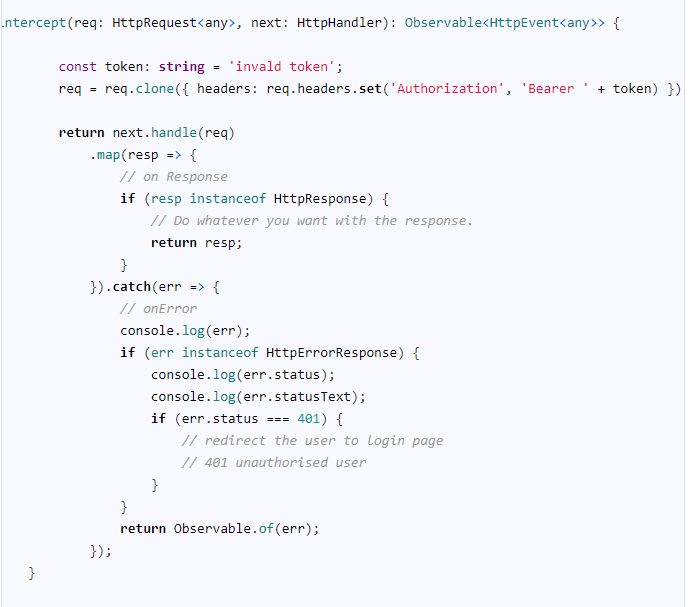 intercept(req: HttpRequest<any>, next: HttpHandler): Observable<HttpEvent<any>> {
const token: string = 'invald token';
req = req.clone({ headers: req.headers.set('Authorization', 'Bearer ' + token) })
return next.handle(req)
.map(resp => {
// on Response
if (resp instanceof HttpResponse) {
// Do whatever you want with the response.
return resp;
}
}).catch(err => {
// onError
console.log(err);
if (err instanceof HttpErrorResponse) {
console.log(err.status);
console.log(err.statusText);
if (err.status === 401) {
// redirect the user to login page
// 401 unauthorised user
}
}
return Observable.of(err);
});
}